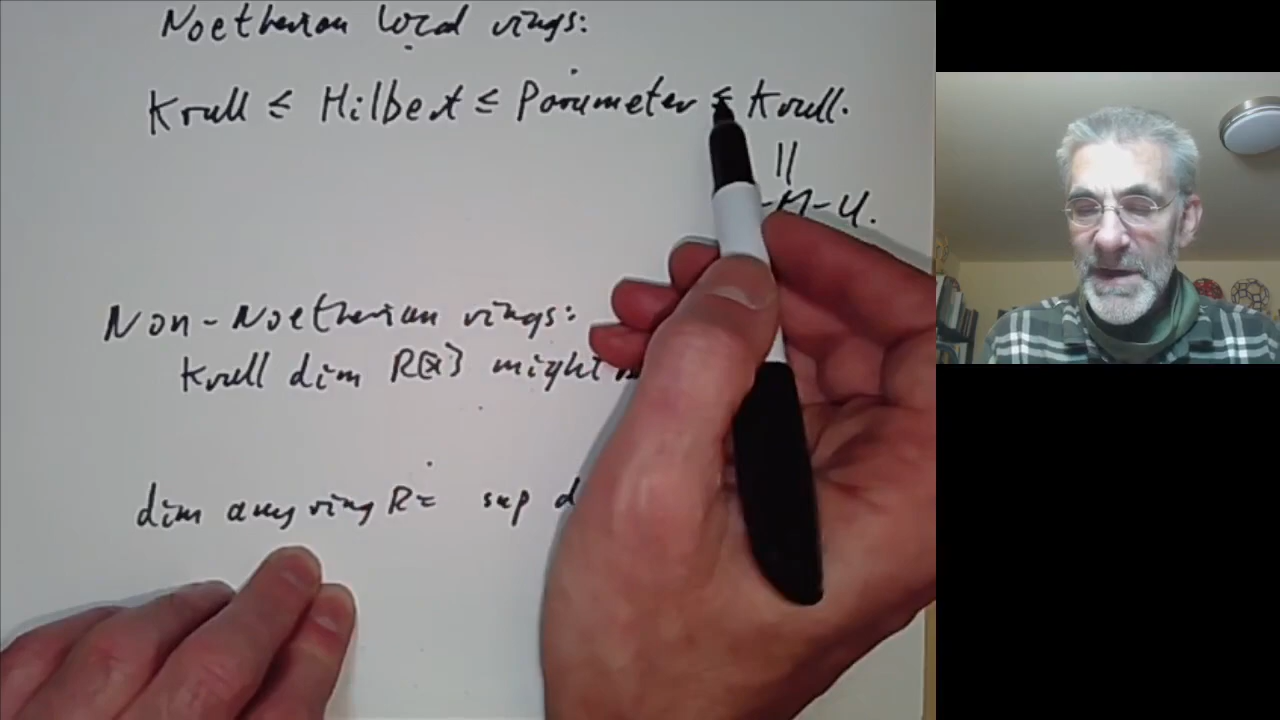 Noetherian local rings:
Krull ≤ Hilbert ≤ Parameter ≤ Krull.
||
-M-U.
Non-Noetherian rings:
Krull dim R[x] might
dim any ring R = sup d